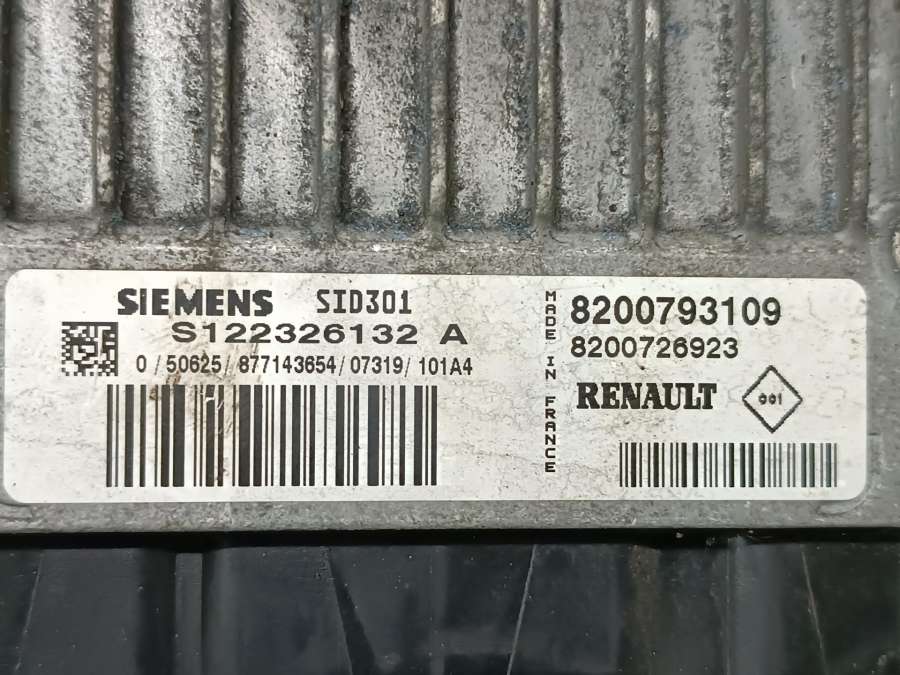 SIEMENS SID301
S122326132 A
0 / 50625 / 877143654 / 07319 / 101A4
MADE IN FRANCE
8200793109
8200726923
RENAULT 001